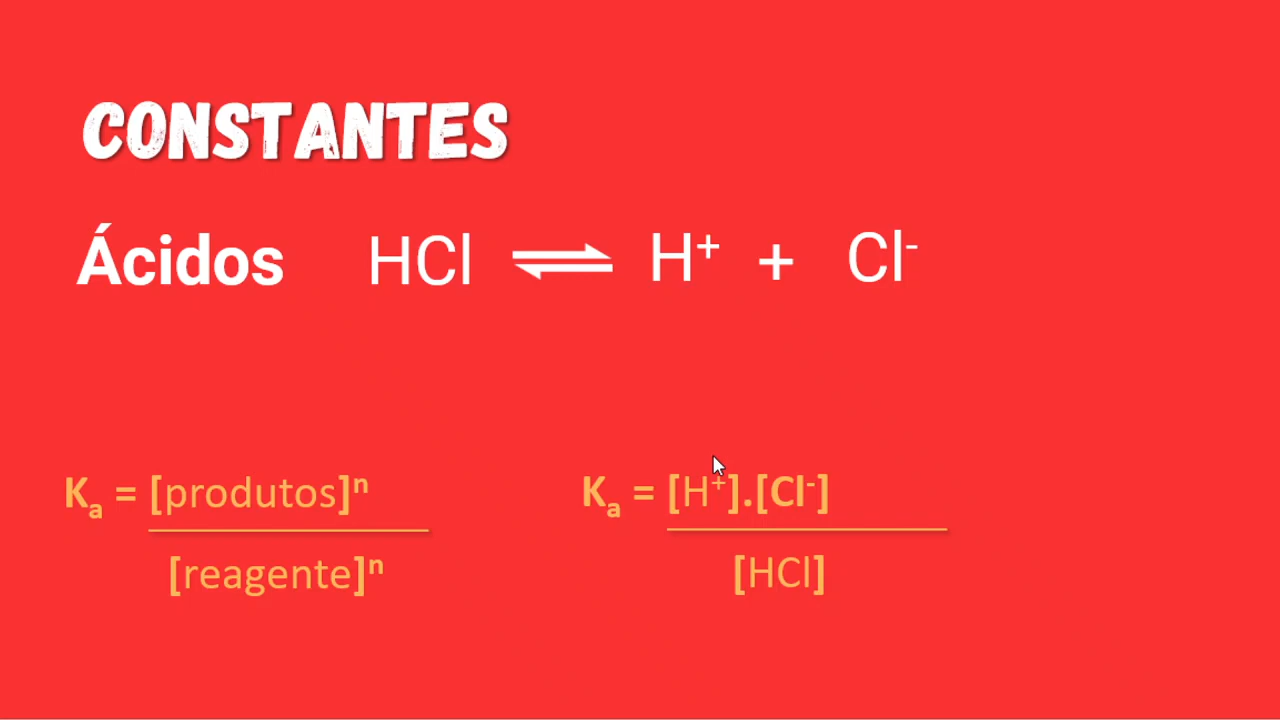 CONSTANTES
Ácidos HCl ⇌ H⁺ + Cl⁻
Kₐ = [produtos]ⁿ Kₐ = [H⁺].[Cl⁻]
[reagente]ⁿ [HCl]